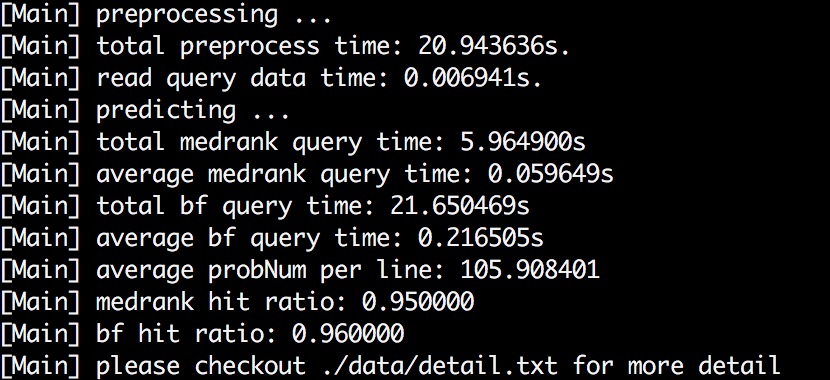 [Main] preprocessing ...
[Main] total preprocess time: 20.943636s.
[Main] read query data time: 0.006941s.
[Main] predicting ...
[Main] total medrank query time: 5.964900s
[Main] average medrank query time: 0.059649s
[Main] total bf query time: 21.650469s
[Main] average bf query time: 0.216505s
[Main] average probNum per line: 105.908401
[Main] medrank hit ratio: 0.950000
[Main] bf hit ratio: 0.960000
[Main] please checkout ./data/detail.txt for more detail